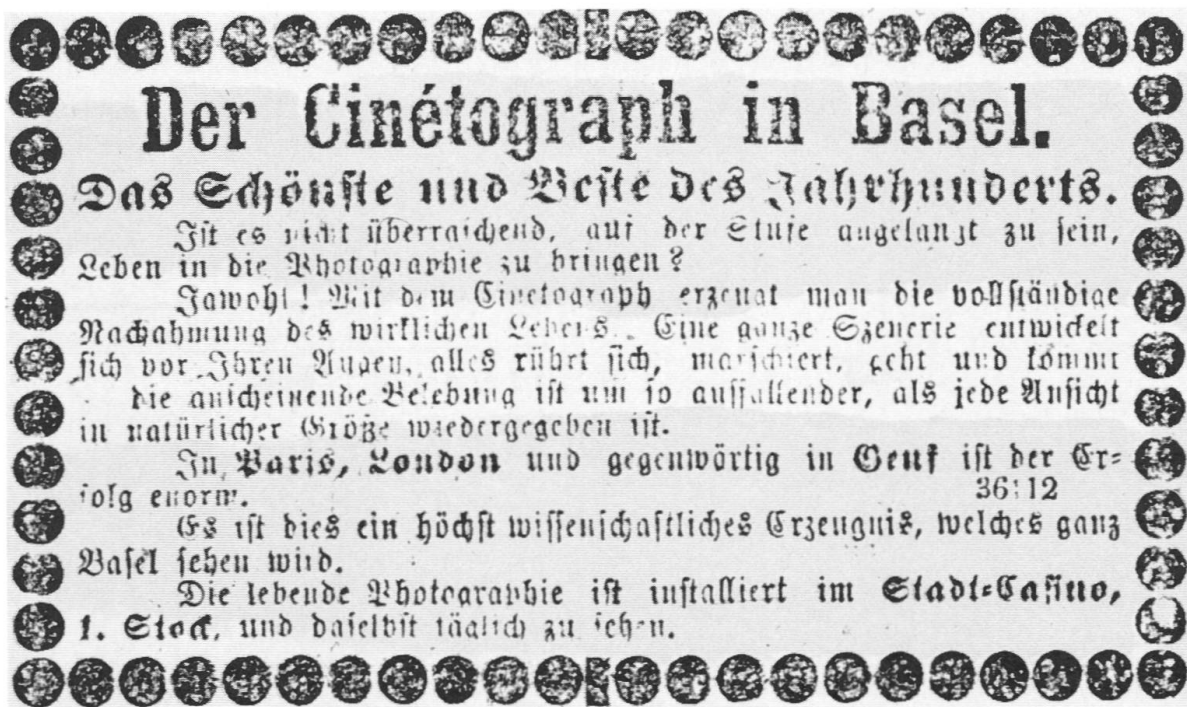 Der Cinétograph in Basel.
Das Schönste und Beste des Jahrhunderts.
Ist es nicht überraschend, auf der Stufe angelangt zu sein,
Leben in die Photographie zu bringen?
Jawohl! Mit dem Cinetograph erzeugt man die vollständige
Nachahmung des wirklichen Lebens. Eine ganze Szenerie entwickelt
sich vor Ihren Augen, alles rührt sich, marschiert, geht und kommt
die anscheinende Belebung ist um so auffallender, als jede Ansicht
in natürlicher Größe wiedergegeben ist.
In Paris, London und gegenwörtig in Genf ist der Er-
folg enorm.
36112
Es ist dies ein höchst wissenschaftliches Erzeugnis, welches ganz
Basel sehen wird.
Die lebende Photographie ist installiert im Stadt-Casino,
1. Stock, und daselbst täglich zu sehen.